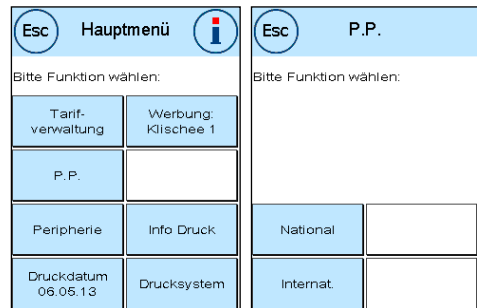 Esc Hauptmenü i
Bitte Funktion wählen:
Tarif-
verwaltung
Werbung:
Klischee 1
P.P.
Peripherie
Info Druck
Druckdatum
06.05.13
Drucksystem
Esc P.P.
Bitte Funktion wählen:
National
Internat.